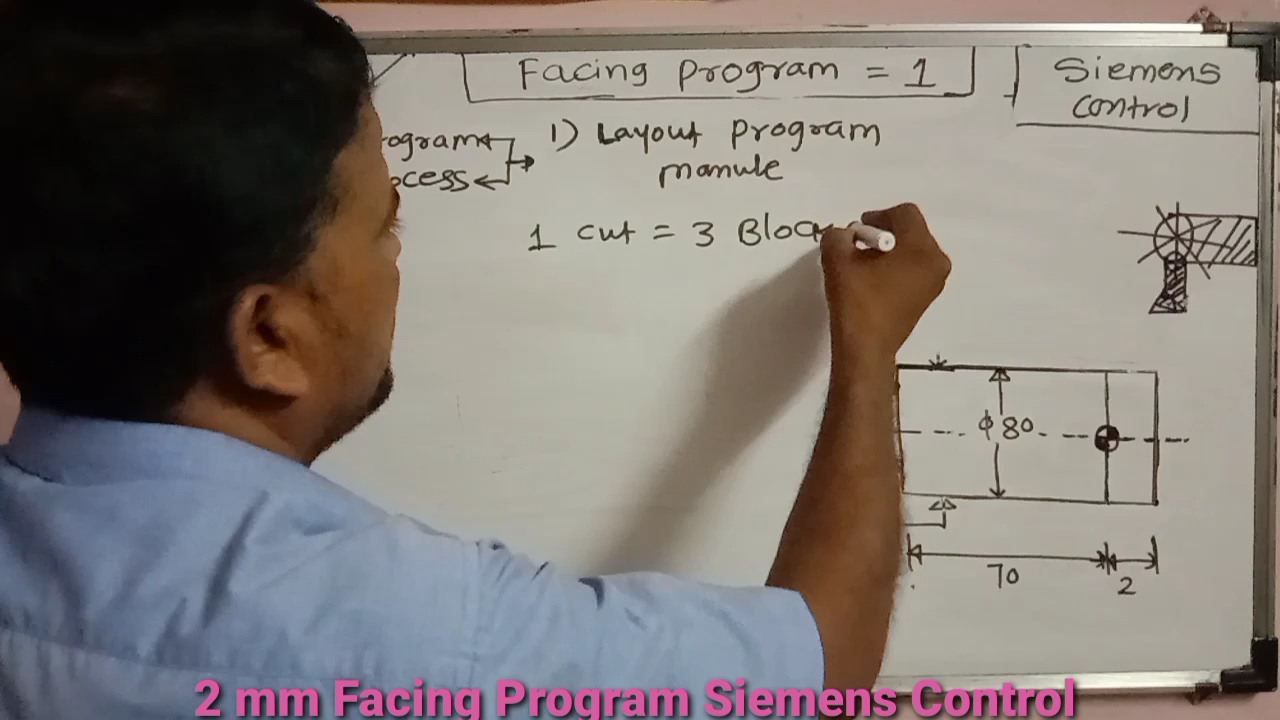 Facing Program = 1
Siemens
control
1) Layout Program
manule
1 cut = 3 Bloc
ϕ 80
70
2
2 mm Facing Program Siemens Control